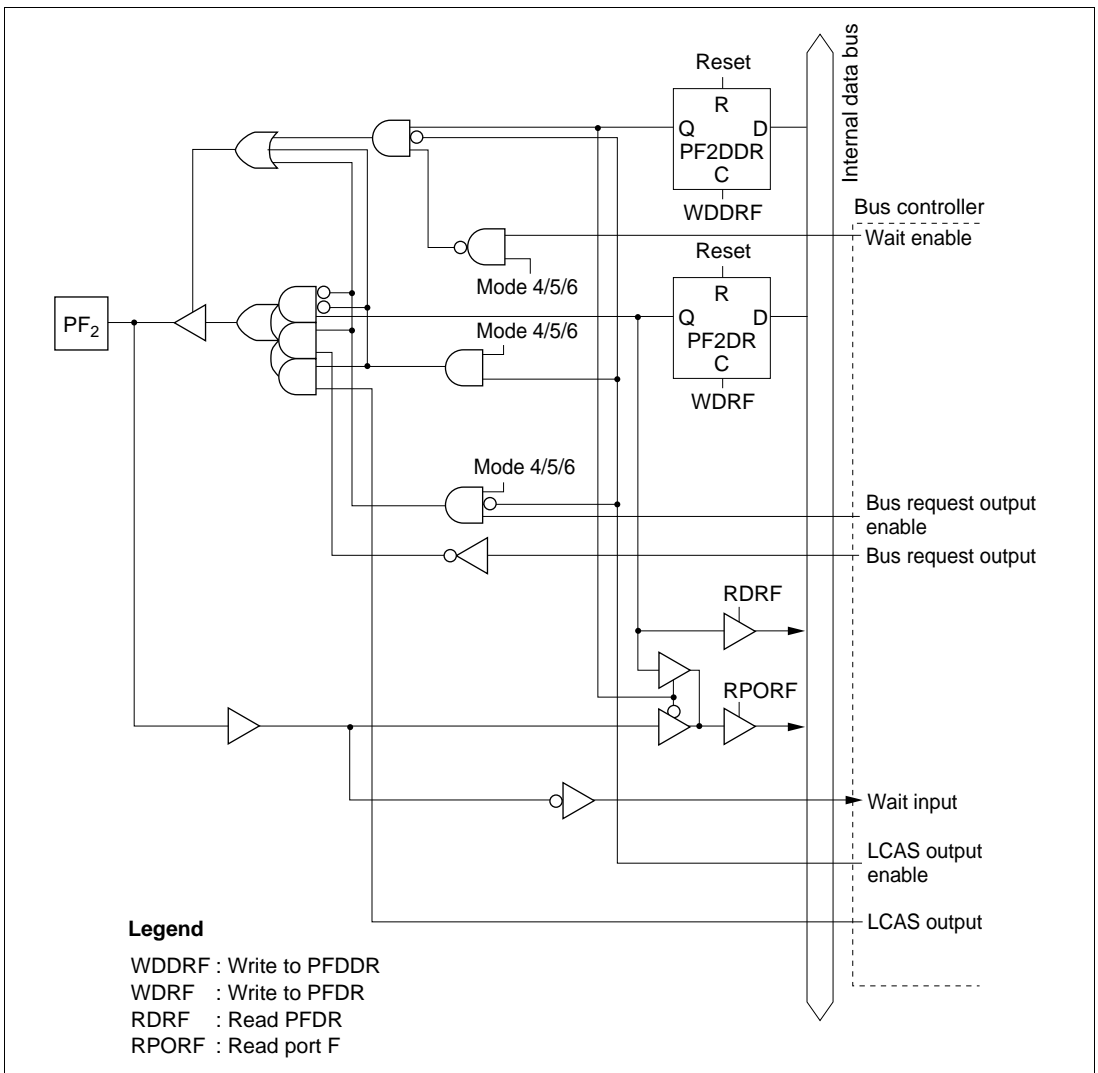 Reset
R
Q D
PF2DDR
C
WDDRF
Internal data bus
Bus controller
Wait enable
Mode 4/5/6
Reset
R
Q D
PF2DR
C
WDRF
PF2
Mode 4/5/6
Mode 4/5/6
Bus request output
enable
Bus request output
RDRF
RPORF
Wait input
LCAS output
enable
LCAS output
Legend
WDDRF : Write to PFDDR
WDRF : Write to PFDR
RDRF : Read PFDR
RPORF : Read port F